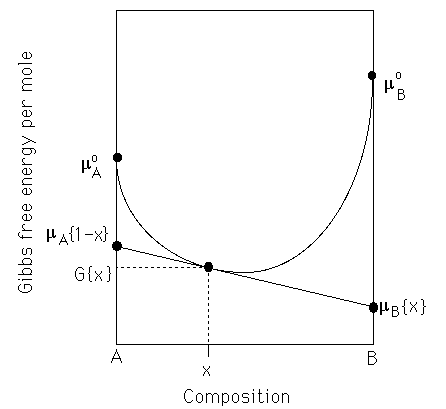 Gibbs free energy per mole
μ°A
μ°B
μA{1-x}
G{x}
μB{x}
A
x
B
Composition